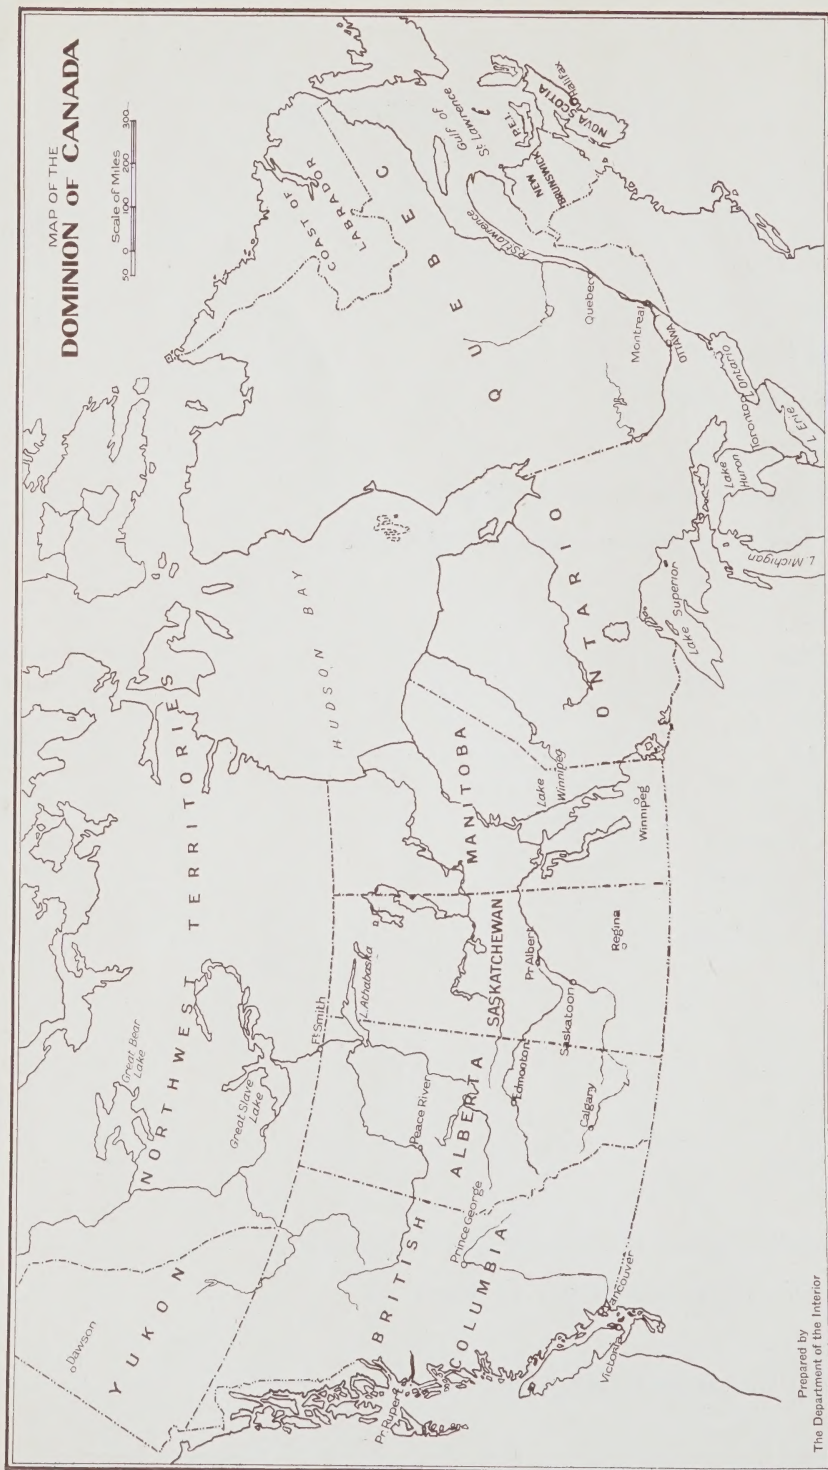 MAP OF THE
DOMINION OF CANADA
Scale of Miles
50 0 100 200 300
Dawson
YUKON
NORTHWEST TERRITORIES
Great Bear
Lake
Great Slave
Lake
Ft Smith
HUDSON BAY
COAST OF
LABRADOR
BRITISH
COLUMBIA
Pr. Rupert
Prince George
Victoria
Vancouver
ALBERTA
Peace River
Edmonton
Calgary
L. Athabaska
SASKATCHEWAN
Pr Albert
Saskatoon
Regina
MANITOBA
Lake
Winnipeg
Winnipeg
ONTARIO
Lake Superior
L. Michigan
Lake
Huron
Toronto
L. Ontario
L. Erie
OTTAWA
QUEBEC
Montreal
Quebec
R. St. Lawrence
Gulf of
St Lawrence
NEW
BRUNSWICK
P.E.I.
NOVA SCOTIA
Halifax
Prepared by
The Department of the Interior